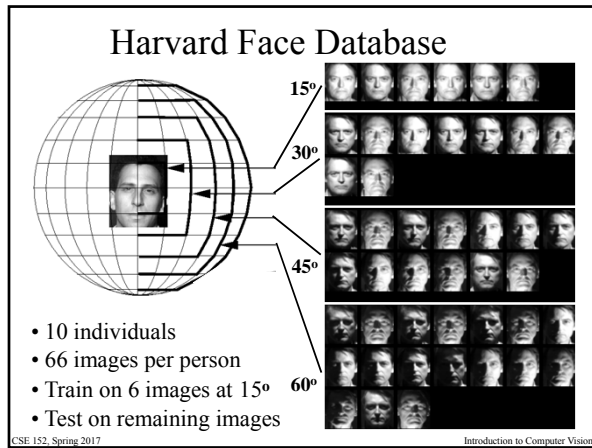 Harvard Face Database
15o
30o
45o
60o
• 10 individuals
• 66 images per person
• Train on 6 images at 15o
• Test on remaining images
CSE 152, Spring 2017
Introduction to Computer Vision